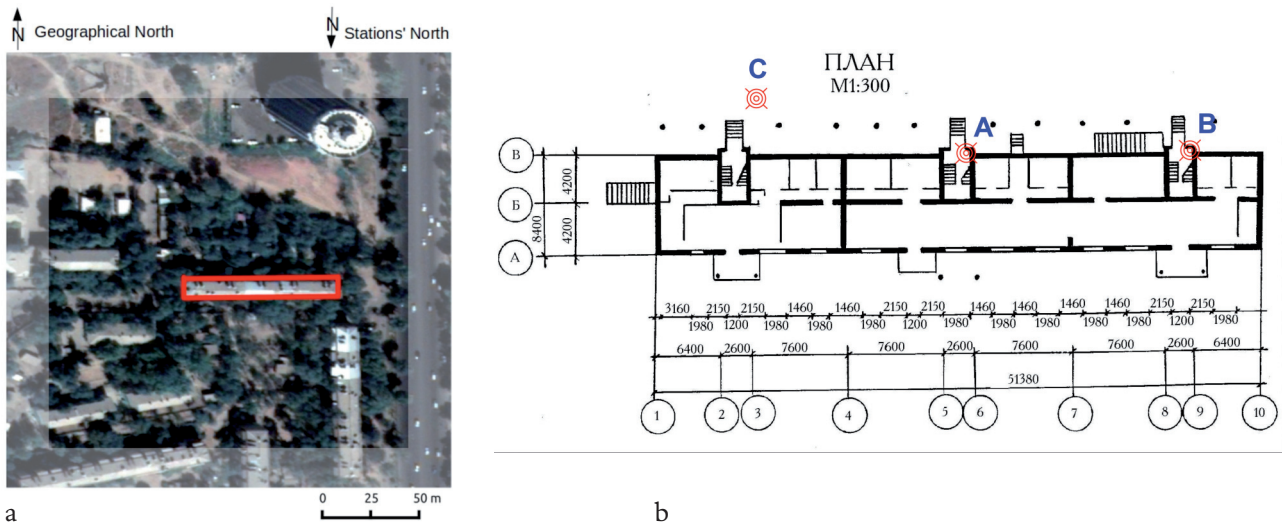 N Geographical North
N Stations' North
0 25 50 m
a
ПЛАН
М1:300
C
A
B
В
Б
А
4200
4200
8400
3160 2150 2150 1460 1460 2150 2150 1460 1460 1460 1460 2150 2150
1980 1200 1980 1980 1980 1200 1980 1980 1980 1980 1980 1200 1980
6400 2600 7600 7600 2600 7600 7600 2600 6400
51380
1 2 3 4 5 6 7 8 9 10
b